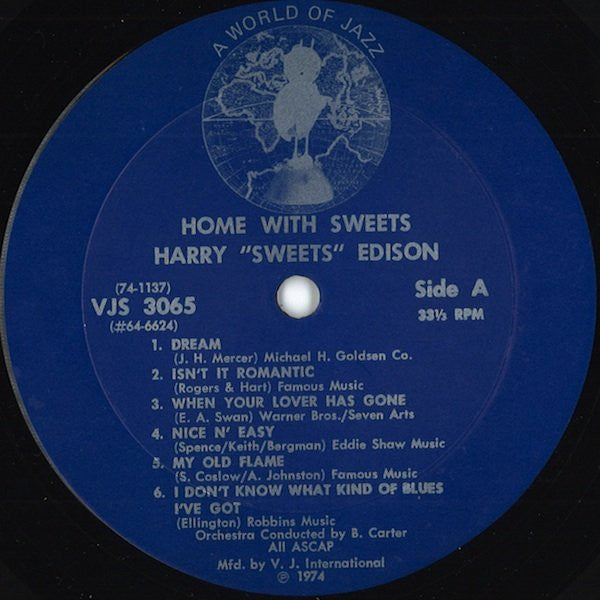 A WORLD OF JAZZ
HOME WITH SWEETS
HARRY "SWEETS" EDISON
(74-1137)
VJS 3065
(#64-6624)
Side A
33⅓ RPM
1. DREAM
(J. H. Mercer) Michael H. Goldsen Co.
2. ISN'T IT ROMANTIC
(Rogers & Hart) Famous Music
3. WHEN YOUR LOVER HAS GONE
(E. A. Swan) Warner Bros./Seven Arts
4. NICE N' EASY
(Spence/Keith/Bergman) Eddie Shaw Music
5. MY OLD FLAME
(S. Coslow/A. Johnston) Famous Music
6. I DON'T KNOW WHAT KIND OF BLUES
I'VE GOT
(Ellington) Robbins Music
Orchestra Conducted by B. Carter
All ASCAP
Mfd. by V. J. International
℗ 1974